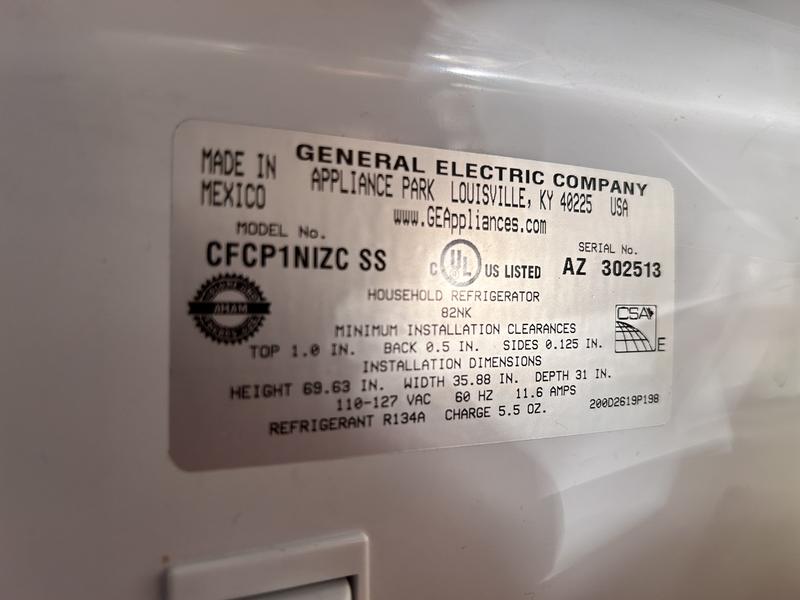 MADE IN
MEXICO
GENERAL ELECTRIC COMPANY
APPLIANCE PARK LOUISVILLE, KY 40225 USA
www.GEAppliances.com
MODEL No.
CFCP1NIZC SS
C UL US LISTED
SERIAL No.
AZ 302513
AHAM
HOUSEHOLD REFRIGERATOR
82NK
MINIMUM INSTALLATION CLEARANCES
TOP 1.0 IN. BACK 0.5 IN. SIDES 0.125 IN.
CSA
E
INSTALLATION DIMENSIONS
HEIGHT 69.63 IN. WIDTH 35.88 IN. DEPTH 31 IN.
110-127 VAC 60 HZ 11.6 AMPS
REFRIGERANT R134A CHARGE 5.5 OZ.
200D2619P198